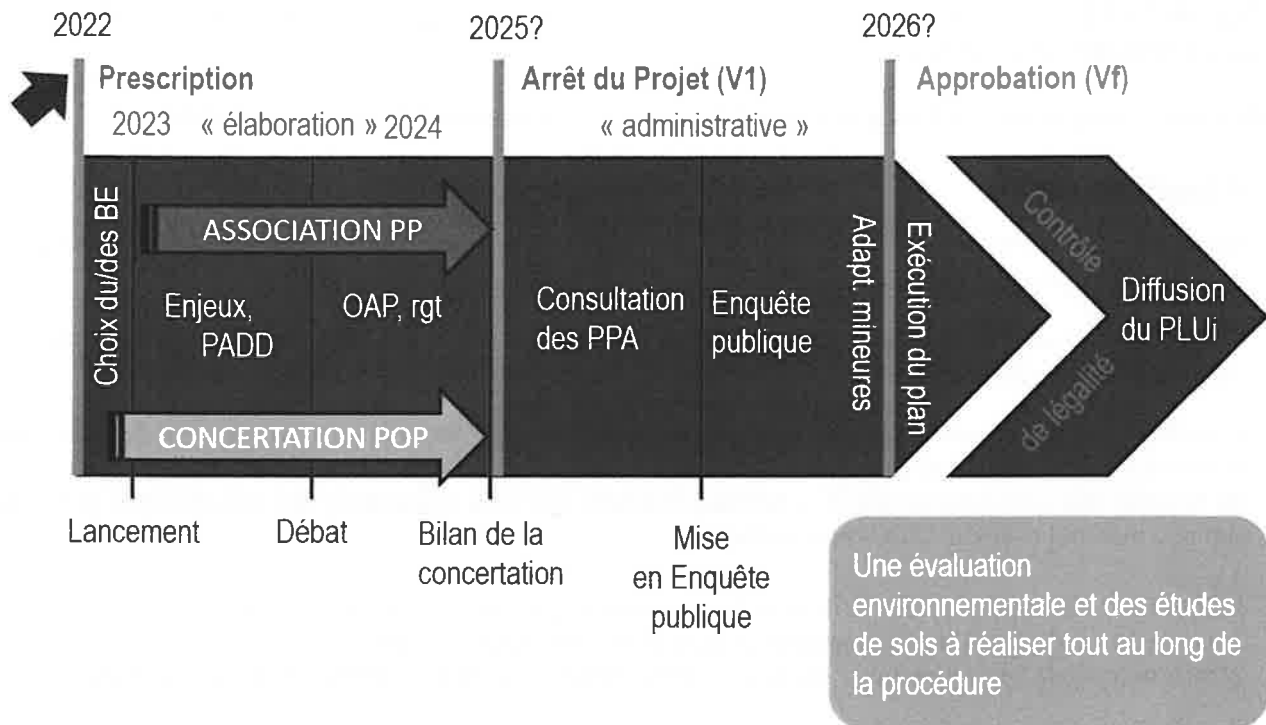 2022
2025?
2026?
Prescription
2023 « élaboration » 2024
Arrêt du Projet (V1)
« administrative »
Approbation (Vf)
Choix du/des BE
ASSOCIATION PP
Enjeux,
PADD
OAP, rgt
CONCERTATION POP
Consultation
des PPA
Enquête
publique
Adapt. mineures
Exécution du plan
Contrôle
de légalité
Diffusion
du PLUi
Lancement
Débat
Bilan de la
concertation
Mise
en Enquête
publique
Une évaluation
environnementale et des études
de sols à réaliser tout au long de
la procédure